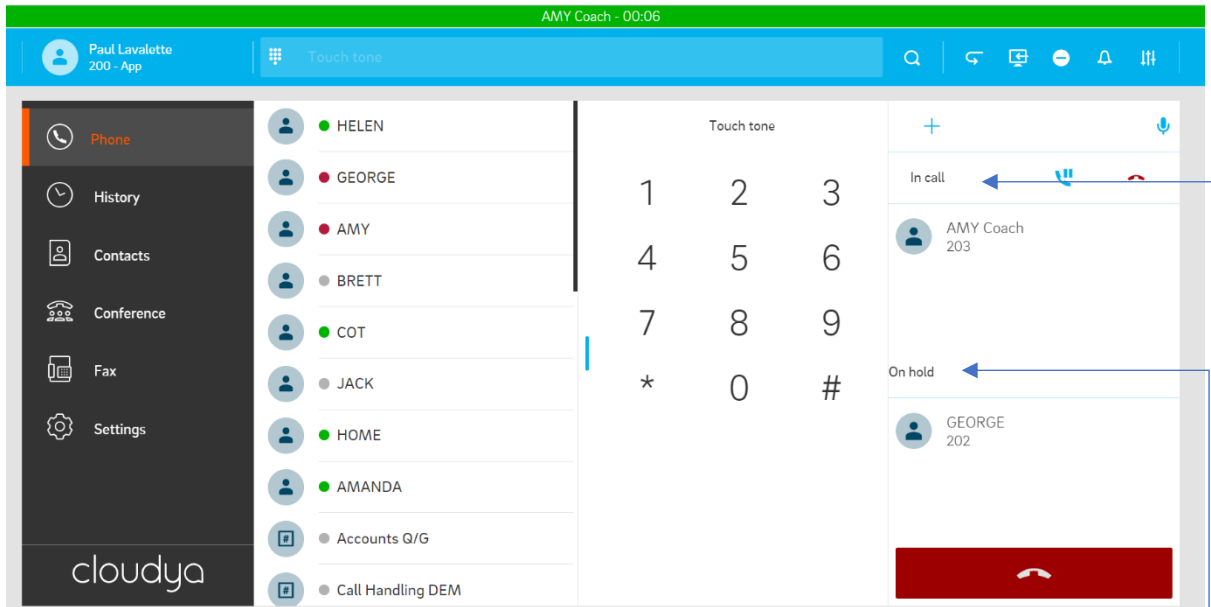 AMY Coach - 00:06
Paul Lavalette
200 - App
Touch tone
Phone
History
Contacts
Conference
Fax
Settings
cloudya
HELEN
GEORGE
AMY
BRETT
COT
JACK
HOME
AMANDA
# Accounts Q/G
# Call Handling DEM
Touch tone
1 2 3
4 5 6
7 8 9
* 0 #
In call
AMY Coach
203
On hold
GEORGE
202